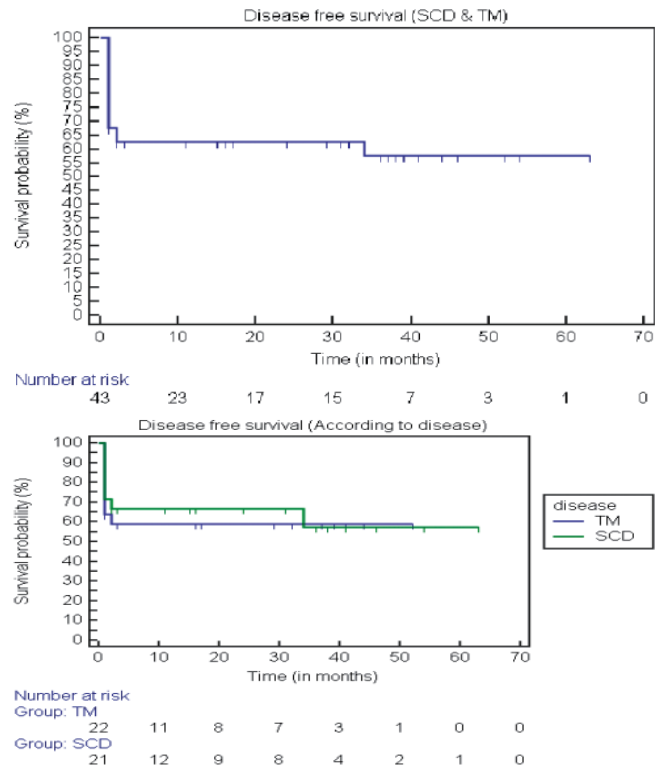 Disease free survival (SCD & TM)
Survival probability (%)
100
95
90
85
80
75
70
65
60
55
50
45
40
35
30
25
20
15
10
5
0
0 10 20 30 40 50 60 70
Time (in months)
Number at risk
43 23 17 15 7 3 1 0
Disease free survival (According to disease)
Survival probability (%)
100
90
80
70
60
50
40
30
20
10
0
0 10 20 30 40 50 60 70
Time (in months)
disease
TM
SCD
Number at risk
Group: TM
22 11 8 7 3 1 0 0
Group: SCD
21 12 9 8 4 2 1 0